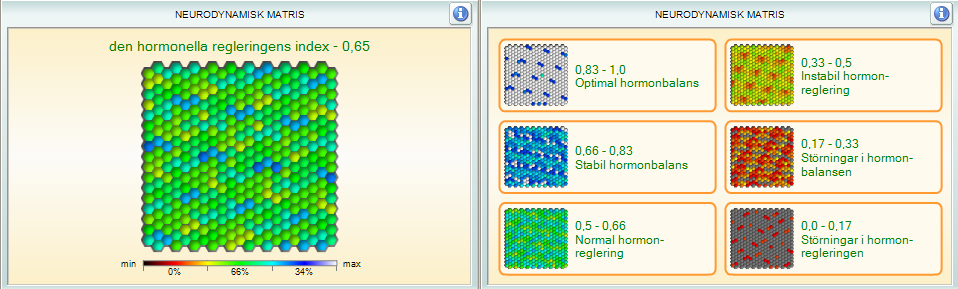 NEURODYNAMISK MATRIS
den hormonella regleringens index - 0,65
min
max
0%
66%
34%
NEURODYNAMISK MATRIS
0,83 - 1,0
Optimal hormonbalans
0,33 - 0,5
Instabil hormon-
reglering
0,66 - 0,83
Stabil hormonbalans
0,17 - 0,33
Störningar i hormon-
balansen
0,5 - 0,66
Normal hormon-
reglering
0,0 - 0,17
Störningar i hormon-
regleringen